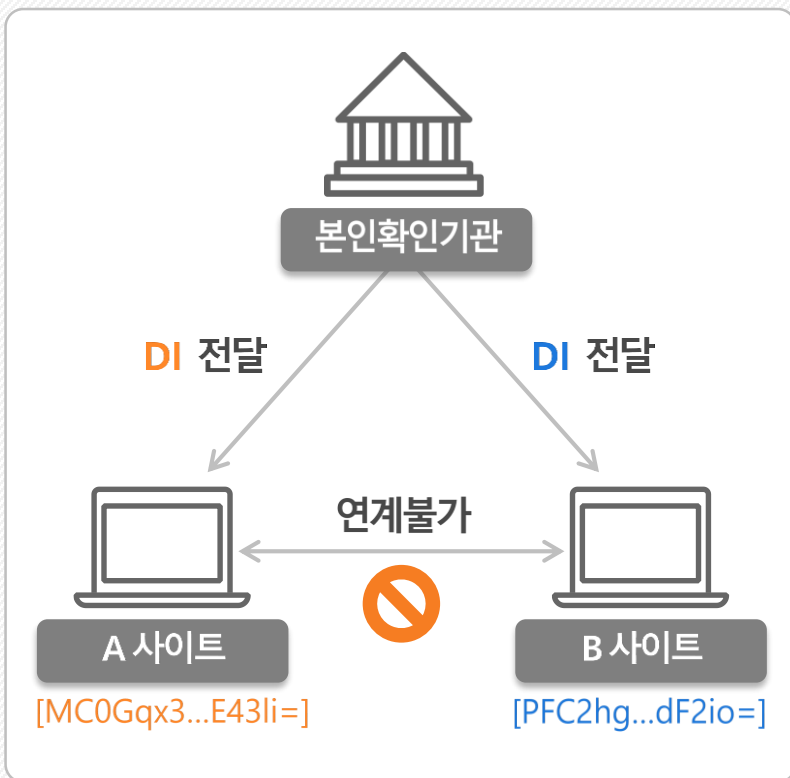 본인확인기관
DI 전달
DI 전달
연계불가
A 사이트
B 사이트
[MC0Gqx3...E43li=]
[PFC2hg...dF2io=]